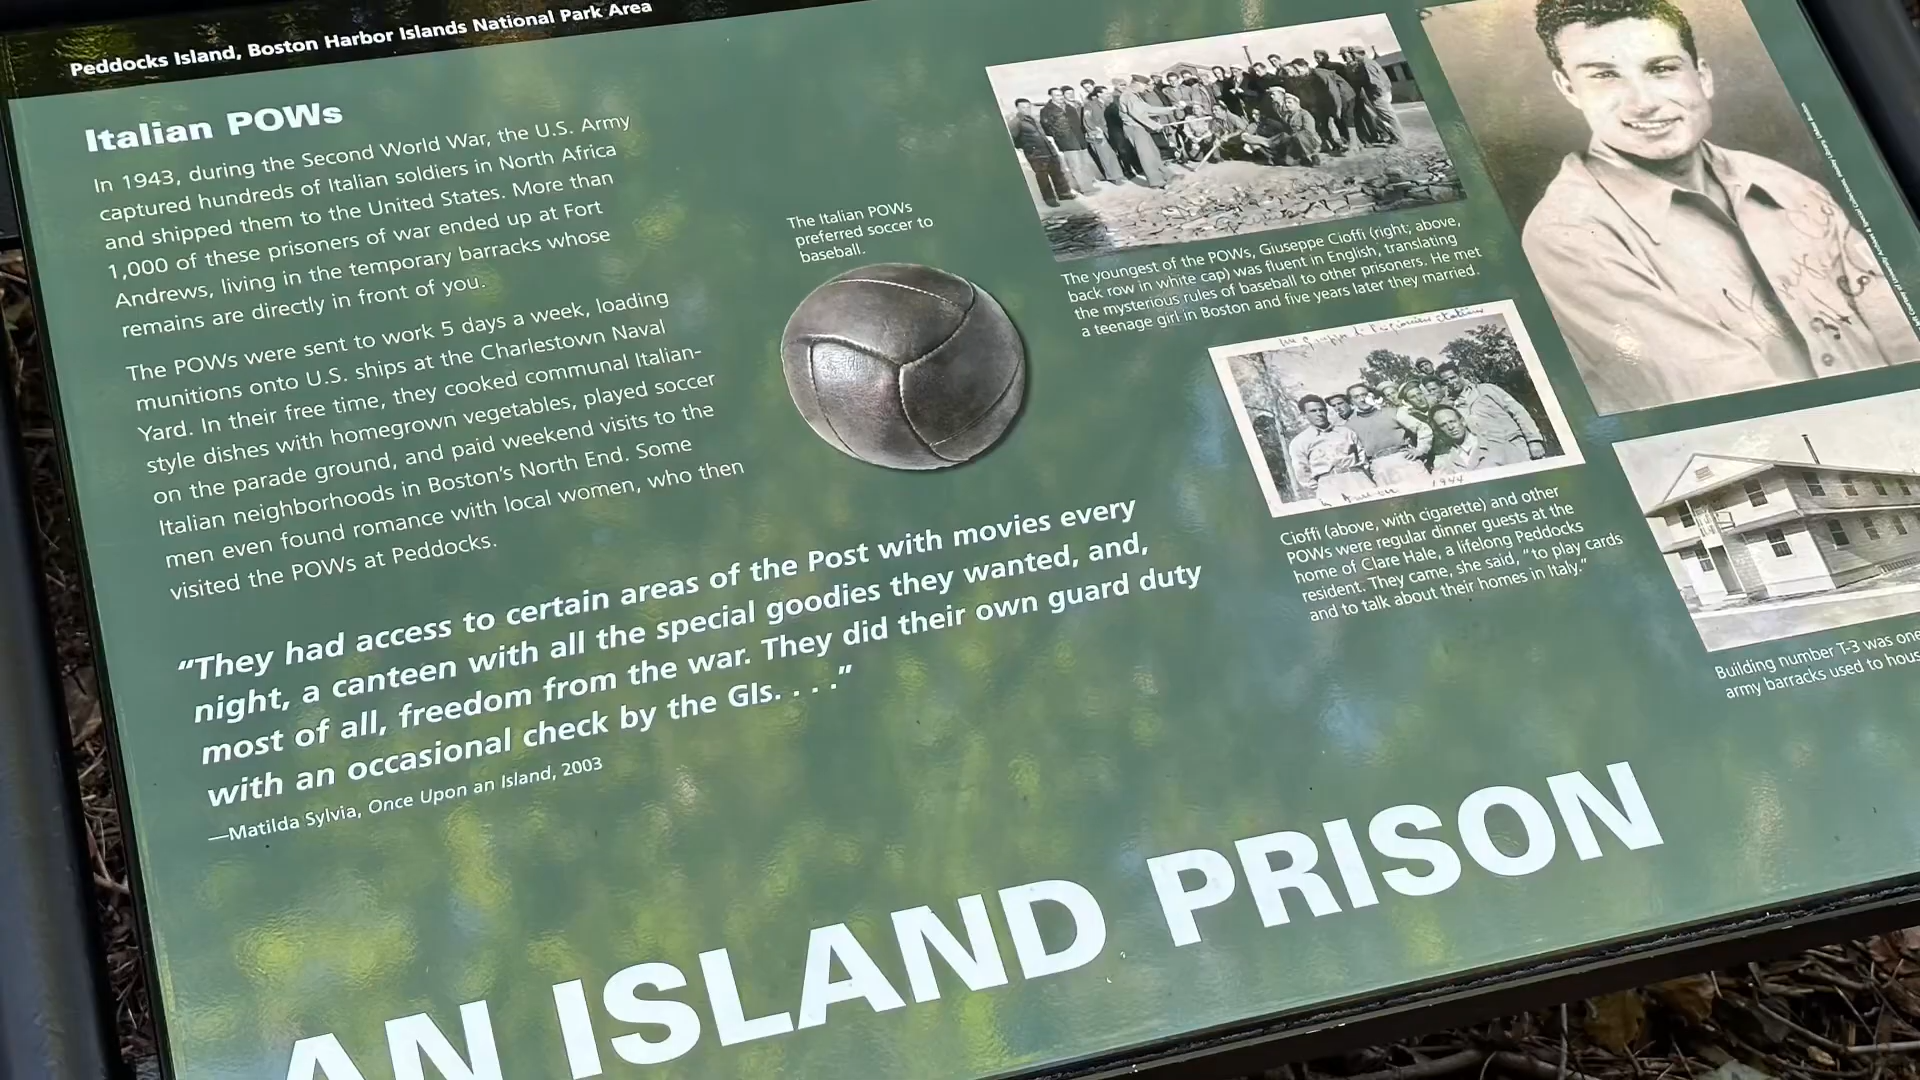 Peddocks Island, Boston Harbor Islands National Park Area
Italian POWs
In 1943, during the Second World War, the U.S. Army
captured hundreds of Italian soldiers in North Africa
and shipped them to the United States. More than
1,000 of these prisoners of war ended up at Fort
Andrews, living in the temporary barracks whose
remains are directly in front of you.
The POWs were sent to work 5 days a week, loading
munitions onto U.S. ships at the Charlestown Naval
Yard. In their free time, they cooked communal Italian-
style dishes with homegrown vegetables, played soccer
on the parade ground, and paid weekend visits to the
Italian neighborhoods in Boston's North End. Some
men even found romance with local women, who then
visited the POWs at Peddocks.
"They had access to certain areas of the Post with movies every
night, a canteen with all the special goodies they wanted, and,
most of all, freedom from the war. They did their own guard duty
with an occasional check by the GIs. . . ."
—Matilda Sylvia, Once Upon an Island, 2003
The Italian POWs
preferred soccer to
baseball.
The youngest of the POWs, Giuseppe Cioffi (right; above,
back row in white cap) was fluent in English, translating
the mysterious rules of baseball to other prisoners. He met
a teenage girl in Boston and five years later they married.
1944
Cioffi (above, with cigarette) and other
POWs were regular dinner guests at the
home of Clare Hale, a lifelong Peddocks
resident. They came, she said, "to play cards
and to talk about their homes in Italy."
Building number T-3 was one
army barracks used to hous
AN ISLAND PRISON